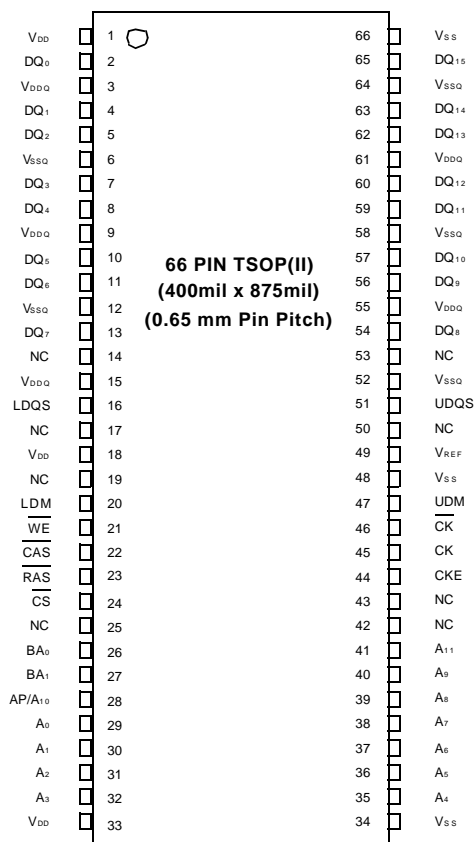 VDD 1 66 VSS
DQ0 2 65 DQ15
VDDQ 3 64 VSSQ
DQ1 4 63 DQ14
DQ2 5 62 DQ13
VSSQ 6 61 VDDQ
DQ3 7 60 DQ12
DQ4 8 59 DQ11
VDDQ 9 58 VSSQ
DQ5 10 57 DQ10
66 PIN TSOP(II)
DQ6 11 56 DQ9
(400mil x 875mil)
VSSQ 12 55 VDDQ
(0.65 mm Pin Pitch)
DQ7 13 54 DQ8
NC 14 53 NC
VDDQ 15 52 VSSQ
LDQS 16 51 UDQS
NC 17 50 NC
VDD 18 49 VREF
NC 19 48 VSS
LDM 20 47 UDM
W̅E̅ 21 46 C̅K̅
C̅A̅S̅ 22 45 CK
R̅A̅S̅ 23 44 CKE
C̅S̅ 24 43 NC
NC 25 42 NC
BA0 26 41 A11
BA1 27 40 A9
AP/A10 28 39 A8
A0 29 38 A7
A1 30 37 A6
A2 31 36 A5
A3 32 35 A4
VDD 33 34 VSS